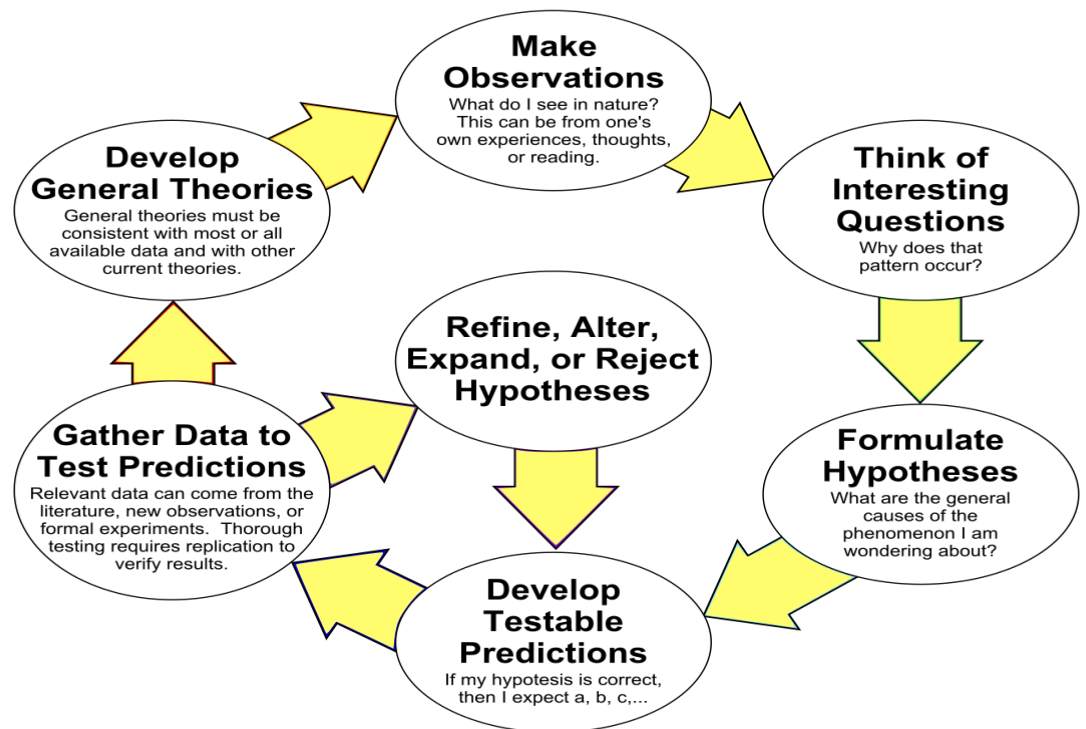 Make
Observations
What do I see in nature?
This can be from one's
own experiences, thoughts,
or reading.
Think of
Interesting
Questions
Why does that
pattern occur?
Formulate
Hypotheses
What are the general
causes of the
phenomenon I am
wondering about?
Develop
Testable
Predictions
If my hypotesis is correct,
then I expect a, b, c,...
Gather Data to
Test Predictions
Relevant data can come from the
literature, new observations, or
formal experiments. Thorough
testing requires replication to
verify results.
Refine, Alter,
Expand, or Reject
Hypotheses
Develop
General Theories
General theories must be
consistent with most or all
available data and with other
current theories.